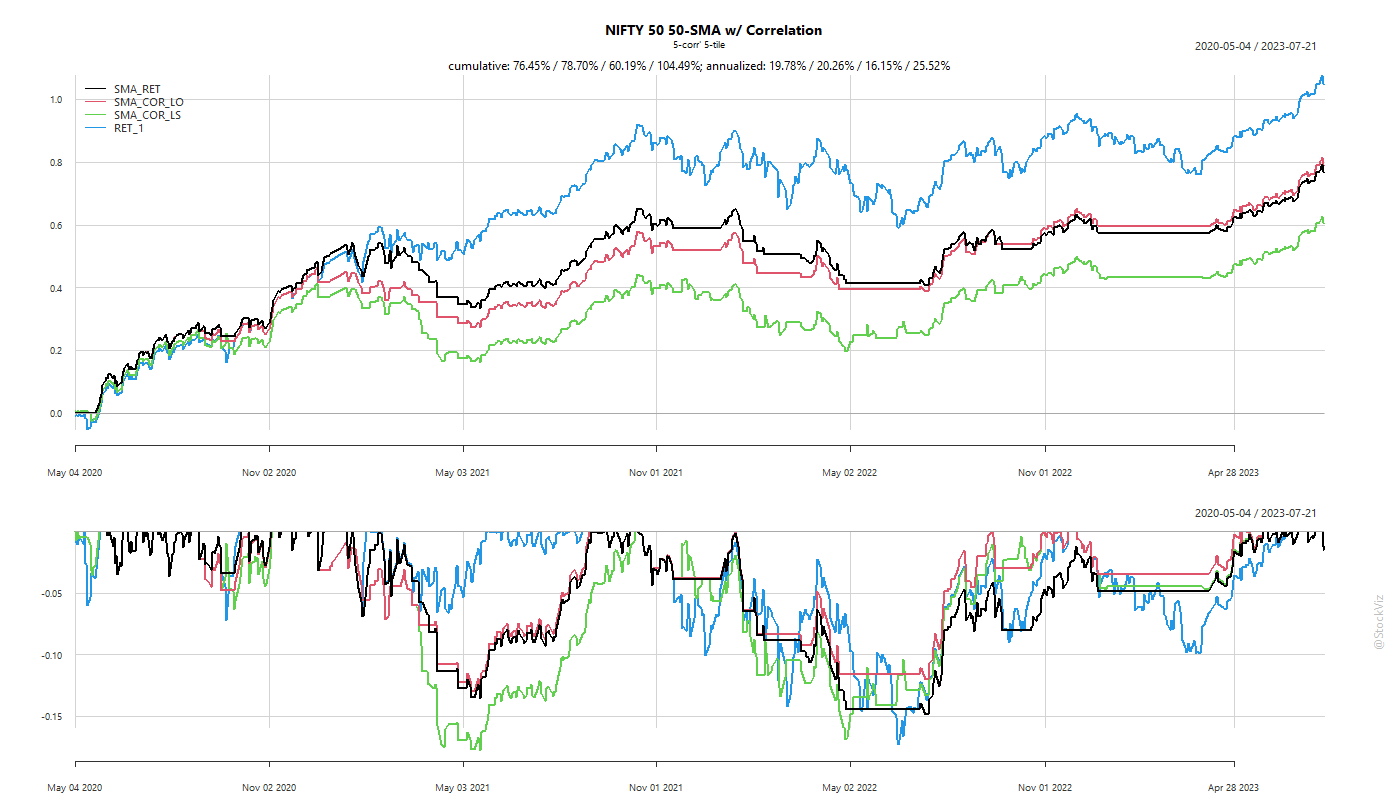 NIFTY 50 50-SMA w/ Correlation
5-corr' 5-tile
2020-05-04 / 2023-07-21
cumulative: 76.45% / 78.70% / 60.19% / 104.49%; annualized: 19.78% / 20.26% / 16.15% / 25.52%
SMA_RET
SMA_COR_LO
SMA_COR_LS
RET_1
1.0
0.8
0.6
0.4
0.2
0.0
May 04 2020 Nov 02 2020 May 03 2021 Nov 01 2021 May 02 2022 Nov 01 2022 Apr 28 2023
2020-05-04 / 2023-07-21
-0.05
-0.10
-0.15
May 04 2020 Nov 02 2020 May 03 2021 Nov 01 2021 May 02 2022 Nov 01 2022 Apr 28 2023
@StockViz